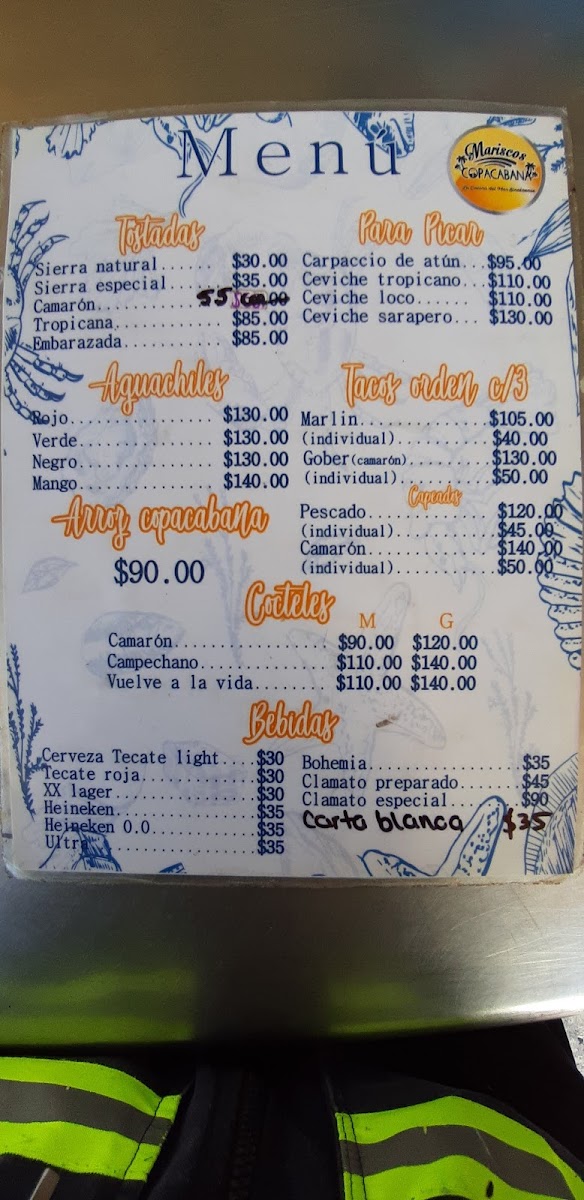 Menú
Mariscos
COPACABANA
Tostadas
Sierra natural...... $30.00
Sierra especial..... $35.00
Camarón............ 55
Tropicana............ $85.00
Embarazada........... $85.00
Para Picar
Carpaccio de atún...$95.00
Ceviche tropicano...$110.00
Ceviche loco........$110.00
Ceviche sarapero... $130.00
Aguachiles
Rojo................ $130.00
Verde............... $130.00
Negro............... $130.00
Mango............... $140.00
Tacos orden c/3
Marlin..............$105.00
(individual)........$40.00
Gober(camarón)......$130.00
(individual)........$50.00
Capeados
Pescado............. $120.00
(individual)........ $45.00
Camarón............. $140.00
(individual)........ $50.00
Arroz copacabana
$90.00
Cocteles
M G
Camarón................ $90.00 $120.00
Campechano............. $110.00 $140.00
Vuelve a la vida....... $110.00 $140.00
Bebidas
Cerveza Tecate light....$30
Tecate roja.............$30
XX lager................$30
Heineken................$35
Heineken 0.0............$35
Ultra...................$35
Bohemia.................$35
Clamato preparado.......$45
Clamato especial........$90
Carta blanca $35